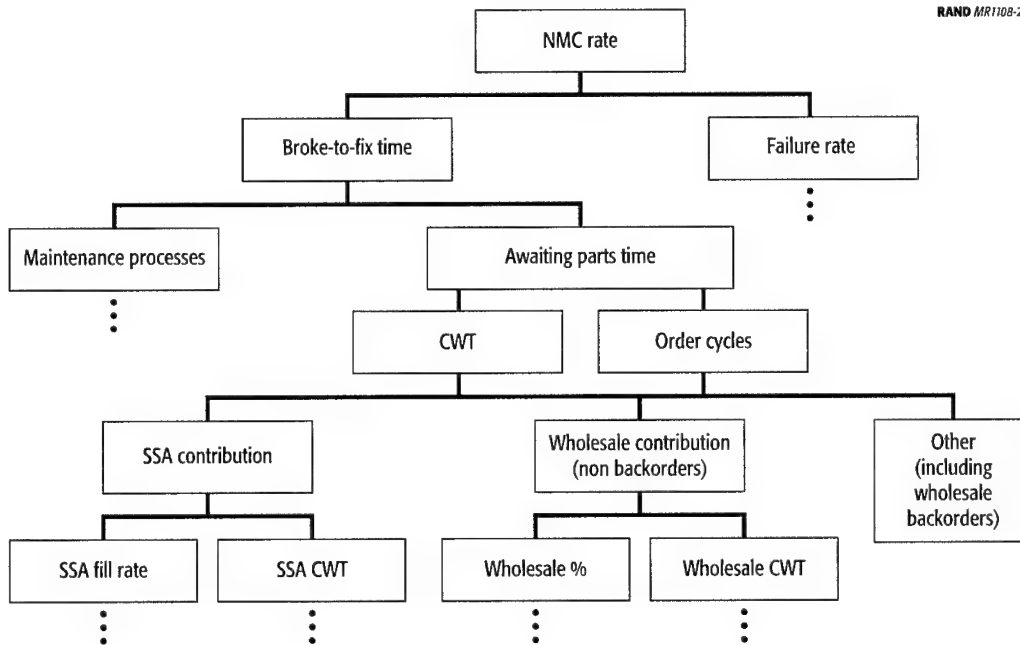 RAND MR1108-2
NMC rate
Broke-to-fix time
Failure rate
Maintenance processes
Awaiting parts time
CWT
Order cycles
SSA contribution
Wholesale contribution
(non backorders)
Other
(including
wholesale
backorders)
SSA fill rate
SSA CWT
Wholesale %
Wholesale CWT